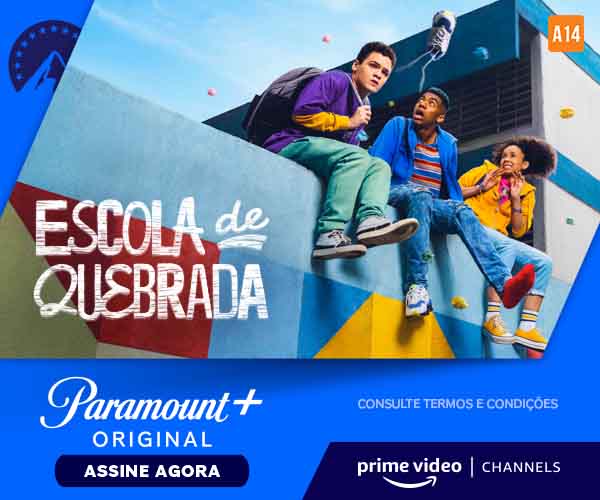 A14
ESCOLA de
QUEBRADA
Paramount+
ORIGINAL
CONSULTE TERMOS E CONDIÇÕES
ASSINE AGORA
prime video | CHANNELS